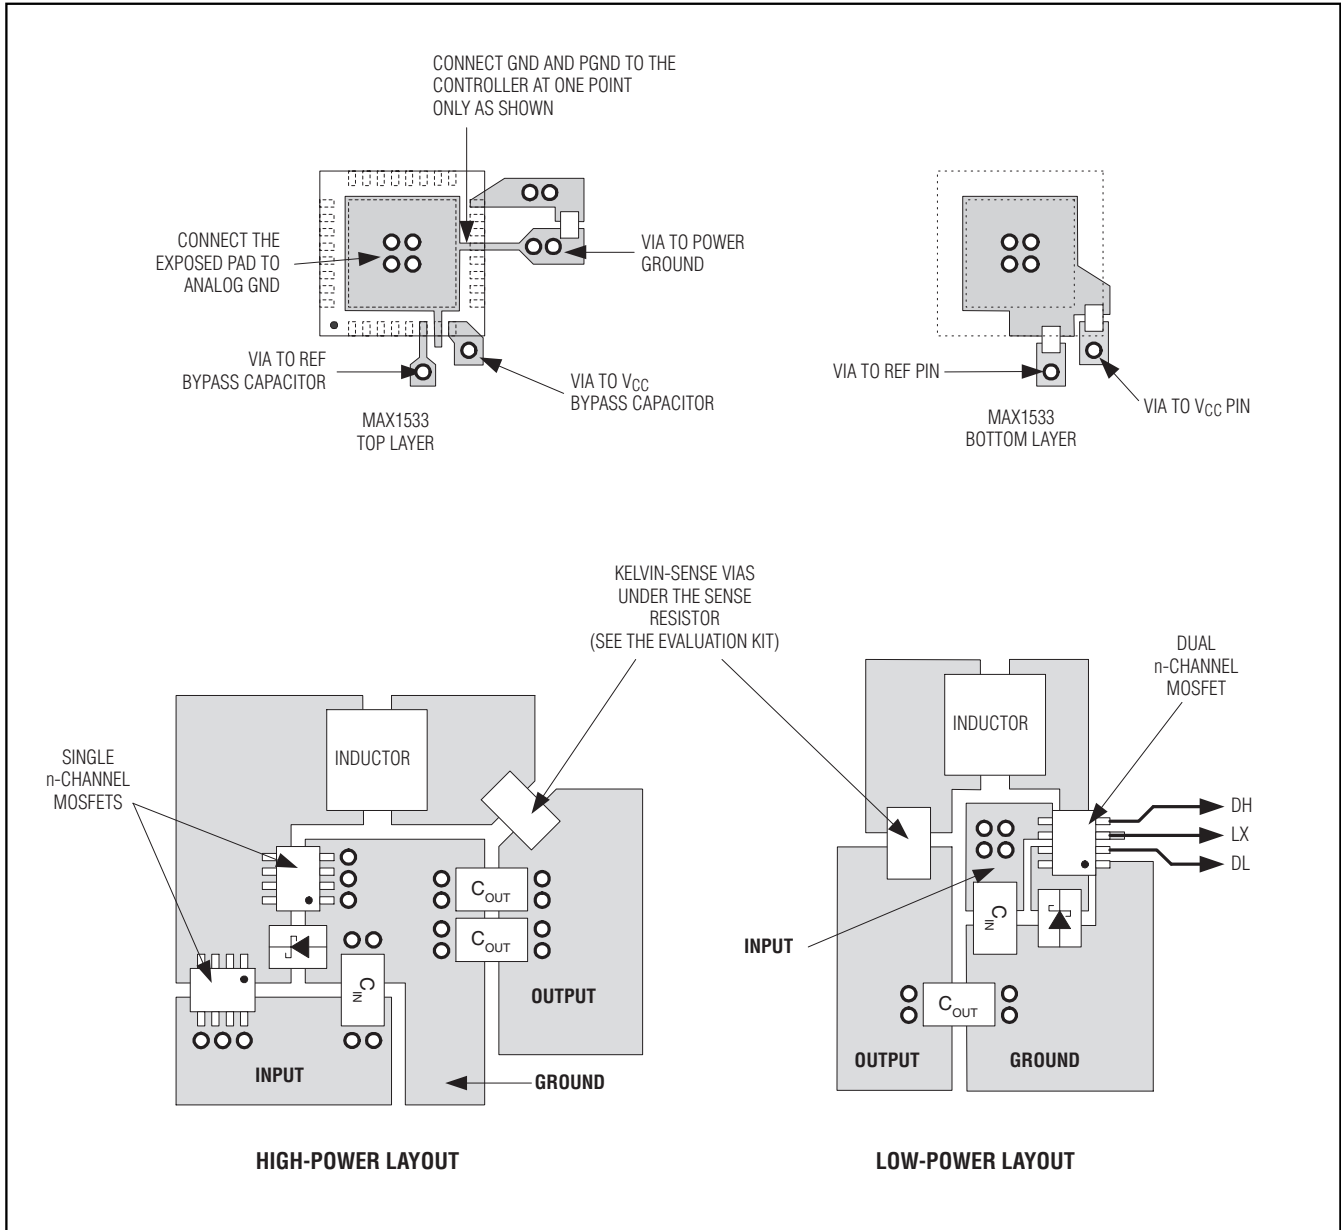 CONNECT GND AND PGND TO THE
CONTROLLER AT ONE POINT
ONLY AS SHOWN
CONNECT THE
EXPOSED PAD TO
ANALOG GND
VIA TO POWER
GROUND
VIA TO REF
BYPASS CAPACITOR
VIA TO VCC
BYPASS CAPACITOR
MAX1533
TOP LAYER
VIA TO REF PIN
VIA TO VCC PIN
MAX1533
BOTTOM LAYER
KELVIN-SENSE VIAS
UNDER THE SENSE
RESISTOR
(SEE THE EVALUATION KIT)
SINGLE
n-CHANNEL
MOSFETS
INDUCTOR
COUT
COUT
CIN
OUTPUT
INPUT
GROUND
HIGH-POWER LAYOUT
DUAL
n-CHANNEL
MOSFET
INDUCTOR
DH
LX
DL
CIN
INPUT
COUT
OUTPUT
GROUND
LOW-POWER LAYOUT